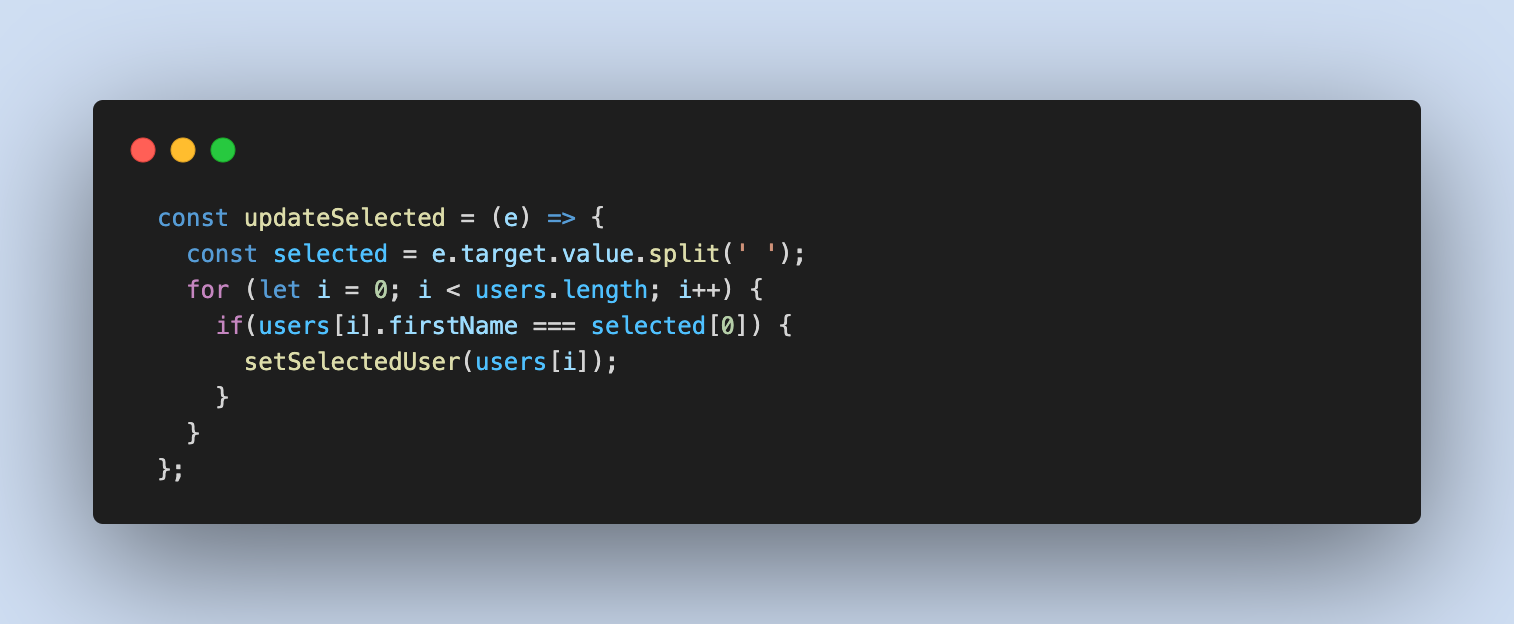 const updateSelected = (e) => {
  const selected = e.target.value.split(' ');
  for (let i = 0; i < users.length; i++) {
    if(users[i].firstName === selected[0]) {
      setSelectedUser(users[i]);
    }
  }
};